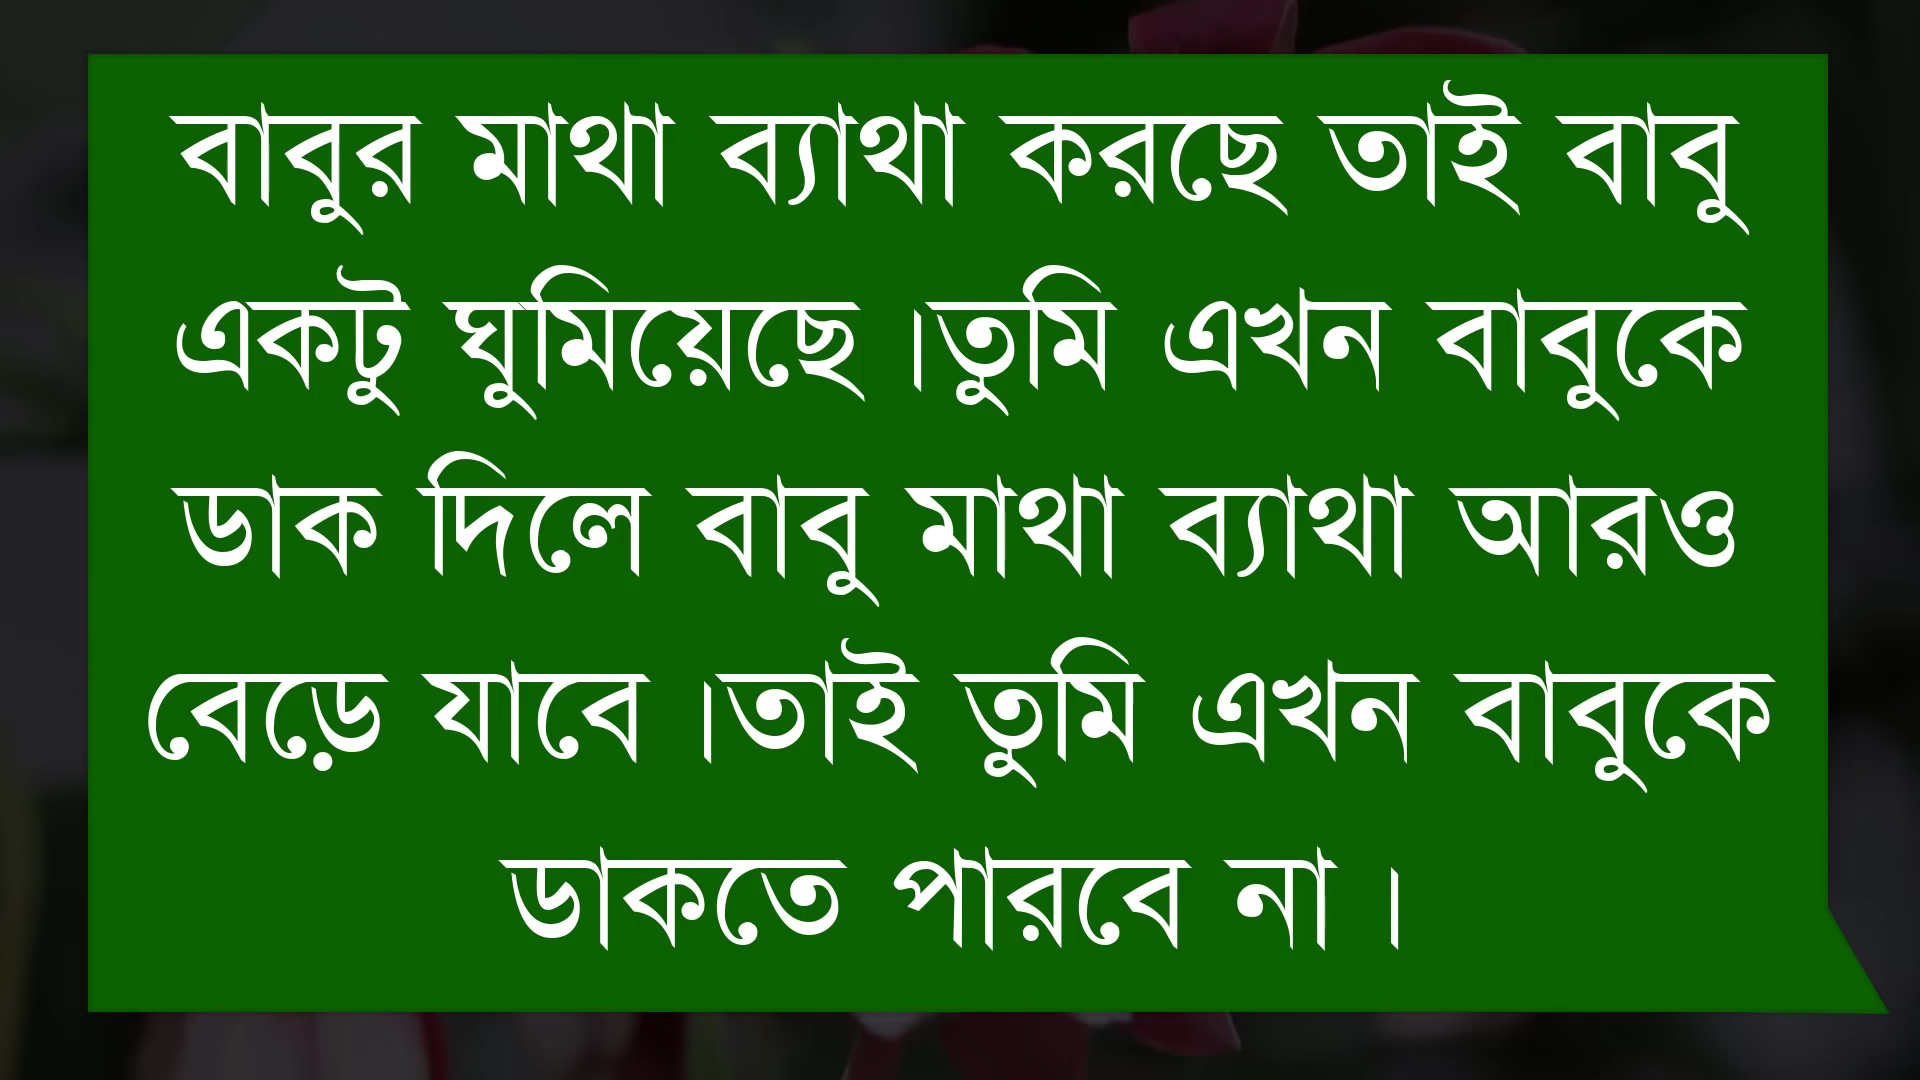 বাবুর মাথা ব্যাথা করছে তাই বাবু
একটু ঘুমিয়েছে ।তুমি এখন বাবুকে
ডাক দিলে বাবু মাথা ব্যাথা আরও
বেড়ে যাবে ।তাই তুমি এখন বাবুকে
ডাকতে পারবে না ।